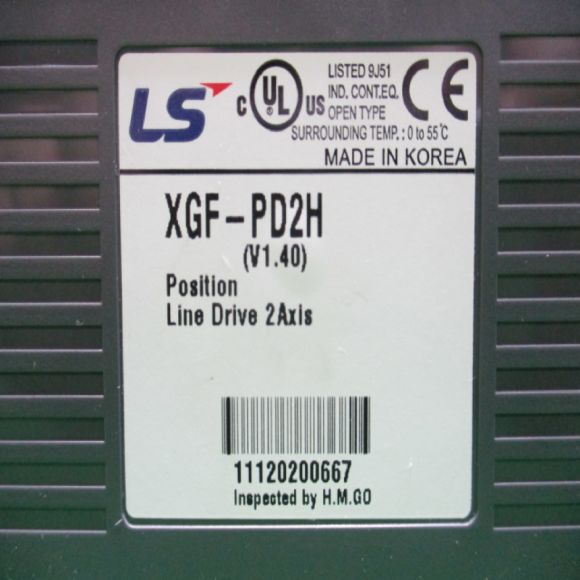 LS
C UL US
LISTED 9J51
IND. CONT.EQ.
OPEN TYPE
CE
SURROUNDING TEMP. : 0 to 55℃
MADE IN KOREA
XGF-PD2H
(V1.40)
Position
Line Drive 2Axis
11120200667
Inspected by H.M.GO